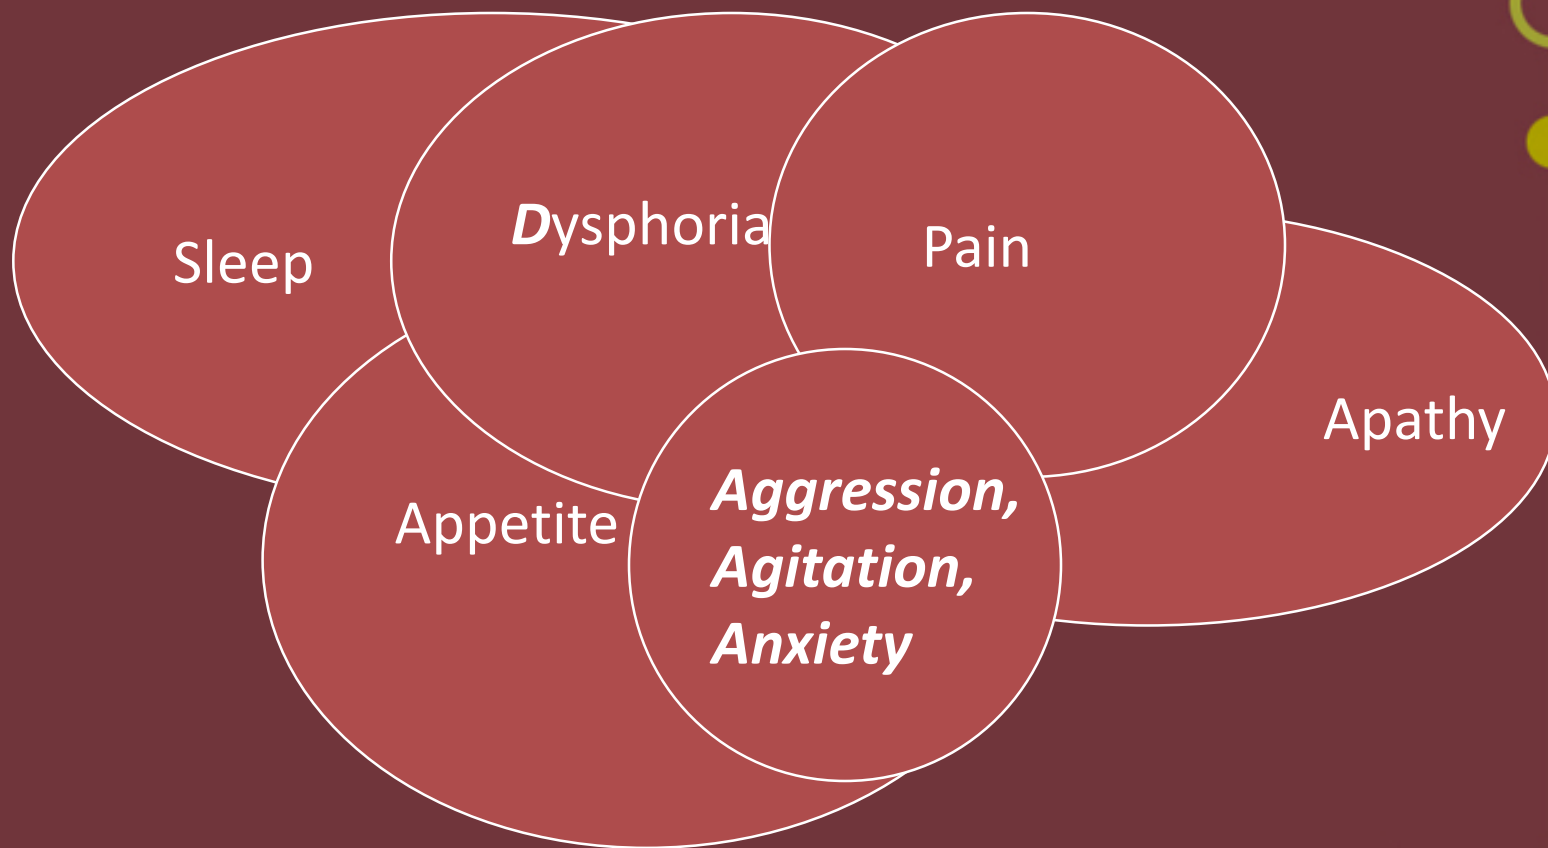 Sleep
Dysphoria
Pain
Apathy
Appetite
Aggression,
Agitation,
Anxiety